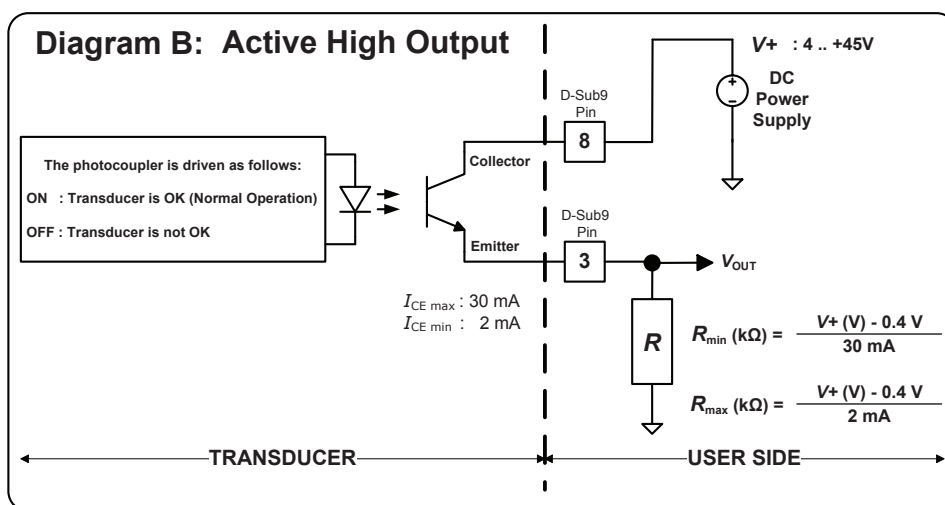 Diagram B: Active High Output
V+ : 4 .. +45V
DC
Power
Supply
D-Sub9
Pin
8
Collector
The photocoupler is driven as follows:
ON : Transducer is OK (Normal Operation)
OFF : Transducer is not OK
Emitter
D-Sub9
Pin
3
VOUT
ICE max : 30 mA
ICE min : 2 mA
R
Rmin (kΩ) = V+ (V) - 0.4 V
30 mA
Rmax (kΩ) = V+ (V) - 0.4 V
2 mA
TRANSDUCER
USER SIDE